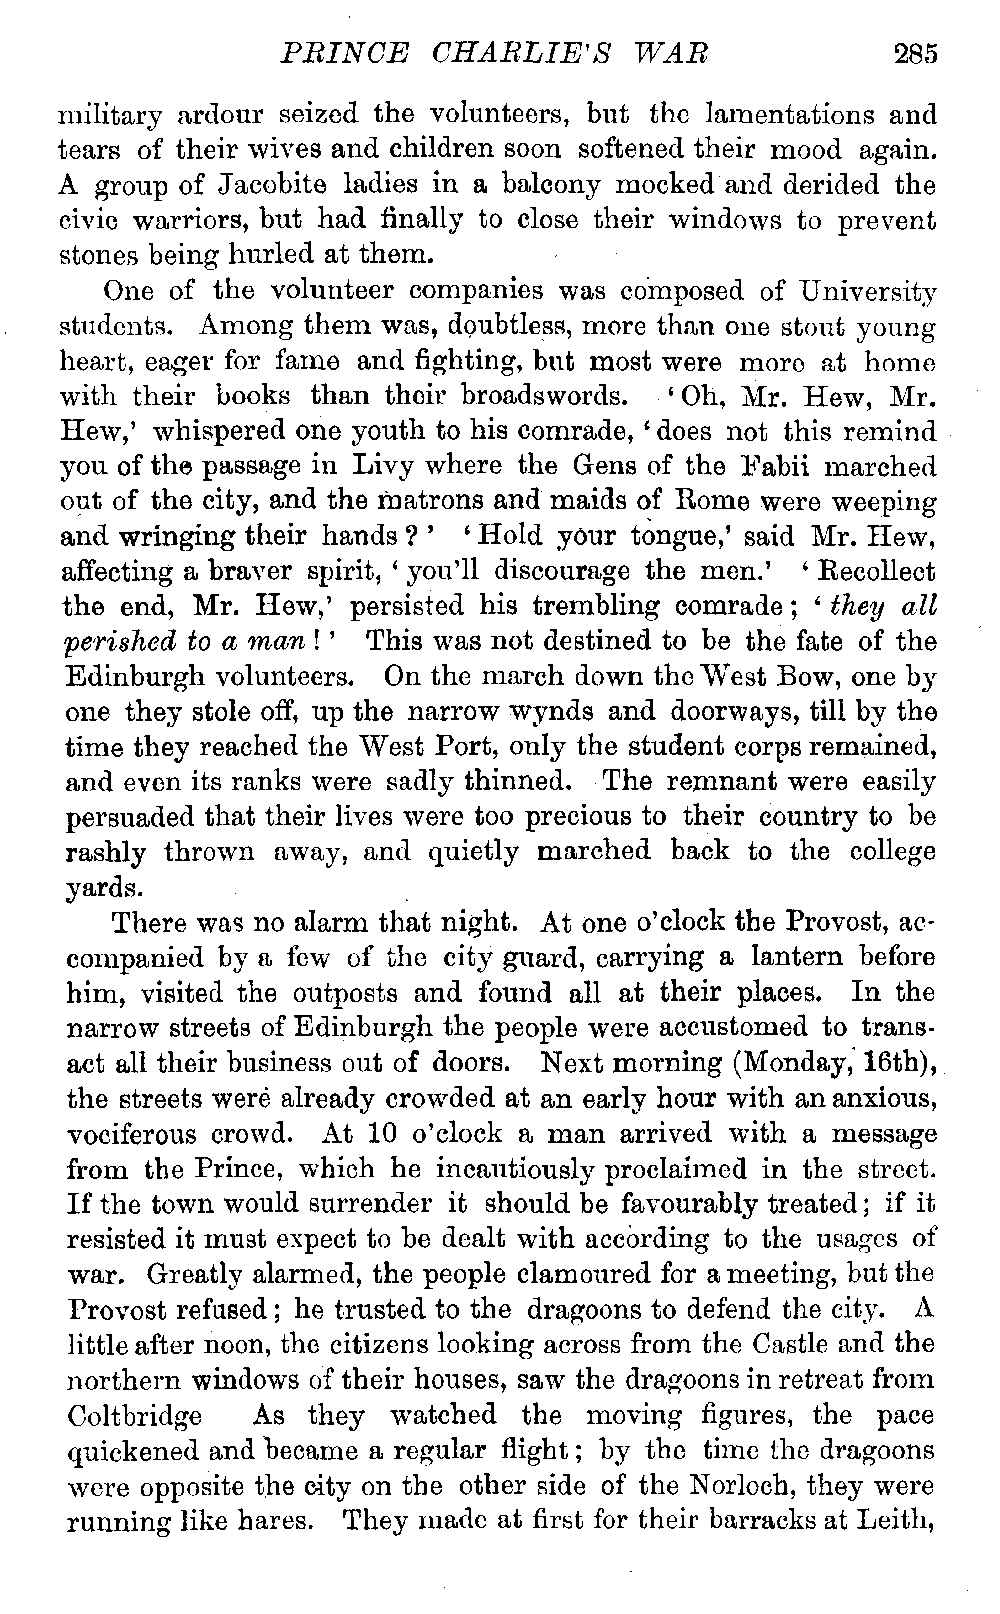 PRINCE CHARLIE'S WAR 285
military ardour seized the volunteers, but the lamentations and
tears of their wives and children soon softened their mood again.
A group of Jacobite ladies in a balcony mocked and derided the
civic warriors, but had finally to close their windows to prevent
stones being hurled at them.
One of the volunteer companies was composed of University
students. Among them was, doubtless, more than one stout young
heart, eager for fame and fighting, but most were more at home
with their books than their broadswords. ‘Oh, Mr. Hew, Mr.
Hew,’ whispered one youth to his comrade, ‘does not this remind
you of the passage in Livy where the Gens of the Fabii marched
out of the city, and the matrons and maids of Rome were weeping
and wringing their hands?’ ‘Hold your tongue,’ said Mr. Hew,
affecting a braver spirit, ‘you'll discourage the men.’ ‘Recollect
the end, Mr. Hew,’ persisted his trembling comrade; ‘they all
perished to a man!’ This was not destined to be the fate of the
Edinburgh volunteers. On the march down the West Bow, one by
one they stole off, up the narrow wynds and doorways, till by the
time they reached the West Port, only the student corps remained,
and even its ranks were sadly thinned. The remnant were easily
persuaded that their lives were too precious to their country to be
rashly thrown away, and quietly marched back to the college
yards.
There was no alarm that night. At one o'clock the Provost, ac-
companied by a few of the city guard, carrying a lantern before
him, visited the outposts and found all at their places. In the
narrow streets of Edinburgh the people were accustomed to trans-
act all their business out of doors. Next morning (Monday, 16th),
the streets were already crowded at an early hour with an anxious,
vociferous crowd. At 10 o'clock a man arrived with a message
from the Prince, which he incautiously proclaimed in the street.
If the town would surrender it should be favourably treated; if it
resisted it must expect to be dealt with according to the usages of
war. Greatly alarmed, the people clamoured for a meeting, but the
Provost refused; he trusted to the dragoons to defend the city. A
little after noon, the citizens looking across from the Castle and the
northern windows of their houses, saw the dragoons in retreat from
Coltbridge As they watched the moving figures, the pace
quickened and became a regular flight; by the time the dragoons
were opposite the city on the other side of the Norloch, they were
running like hares. They made at first for their barracks at Leith,